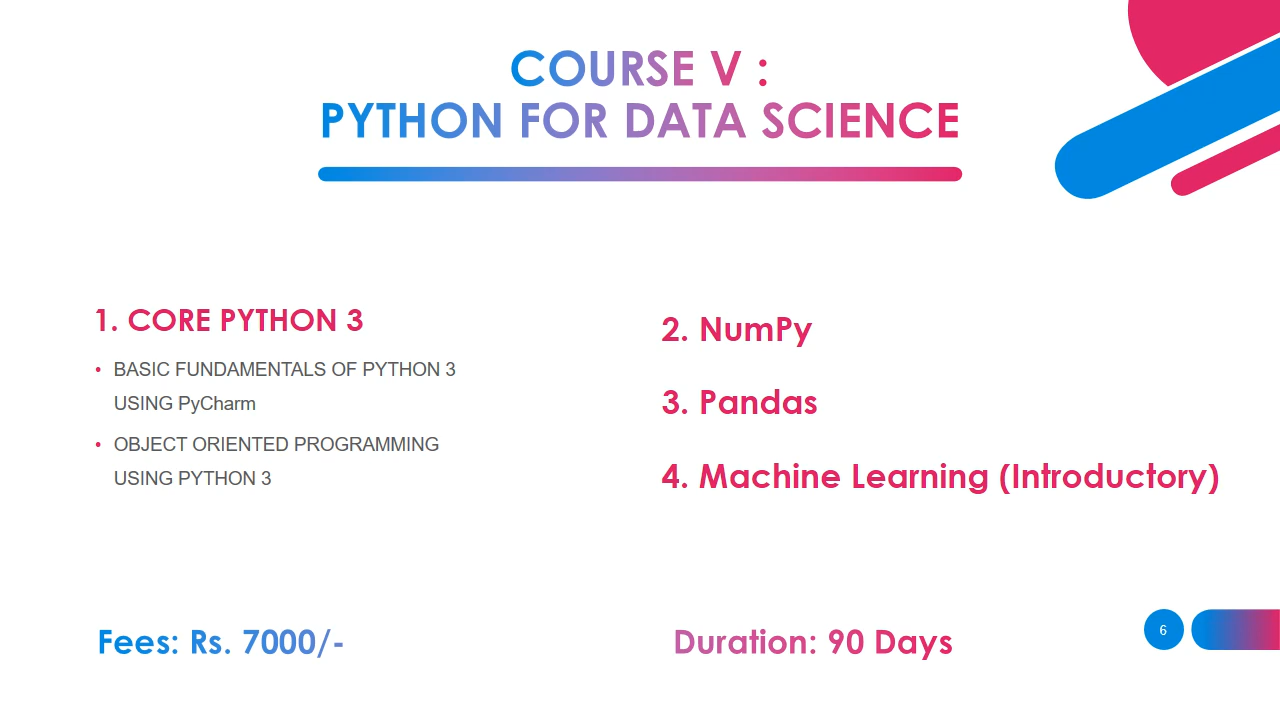 COURSE V :
PYTHON FOR DATA SCIENCE
1. CORE PYTHON 3
• BASIC FUNDAMENTALS OF PYTHON 3
USING PyCharm
• OBJECT ORIENTED PROGRAMMING
USING PYTHON 3
2. NumPy
3. Pandas
4. Machine Learning (Introductory)
Fees: Rs. 7000/-
Duration: 90 Days
6